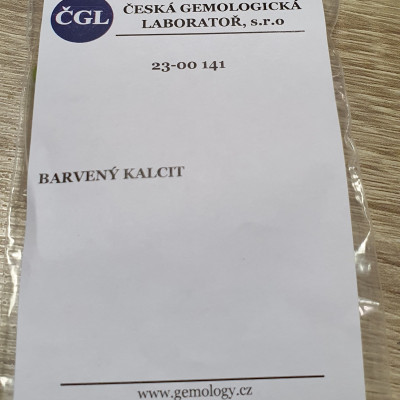 ČGL
ČESKÁ GEMOLOGICKÁ
LABORATOŘ, s.r.o
23-00 141
BARVENÝ KALCIT
www.gemology.cz